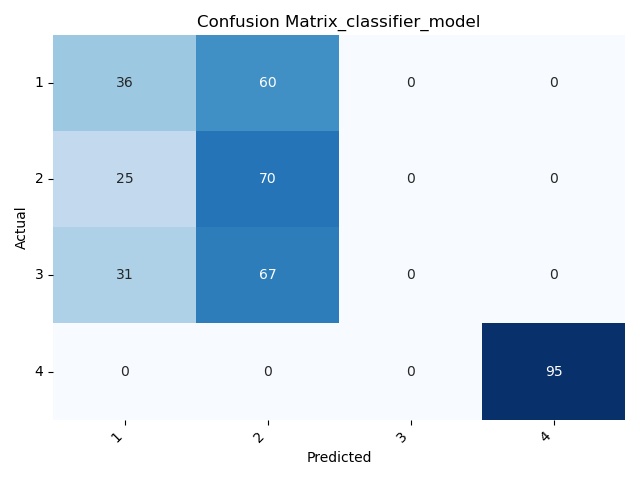 Confusion Matrix_classifier_model
Actual
1 36 60 0 0
2 25 70 0 0
3 31 67 0 0
4 0 0 0 95
1 2 3 4
Predicted